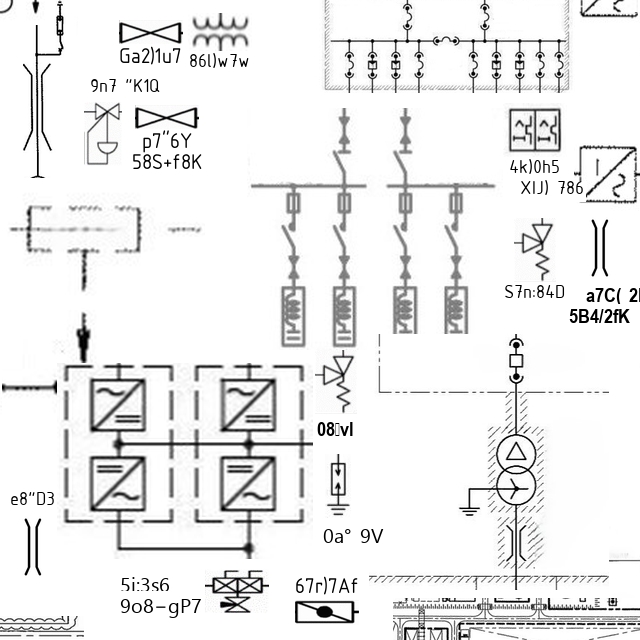 Ga2)1u7
86l)w7w
9n7 "K1Q
p7"6Y
58S+f8K
4k)0h5
XIJ) 786
S7n:84D
a7C( 2
5B4/2fK
08▯vl
e8"D3
0a° 9V
5i:3s6
9o8-gP7
67r)7Af